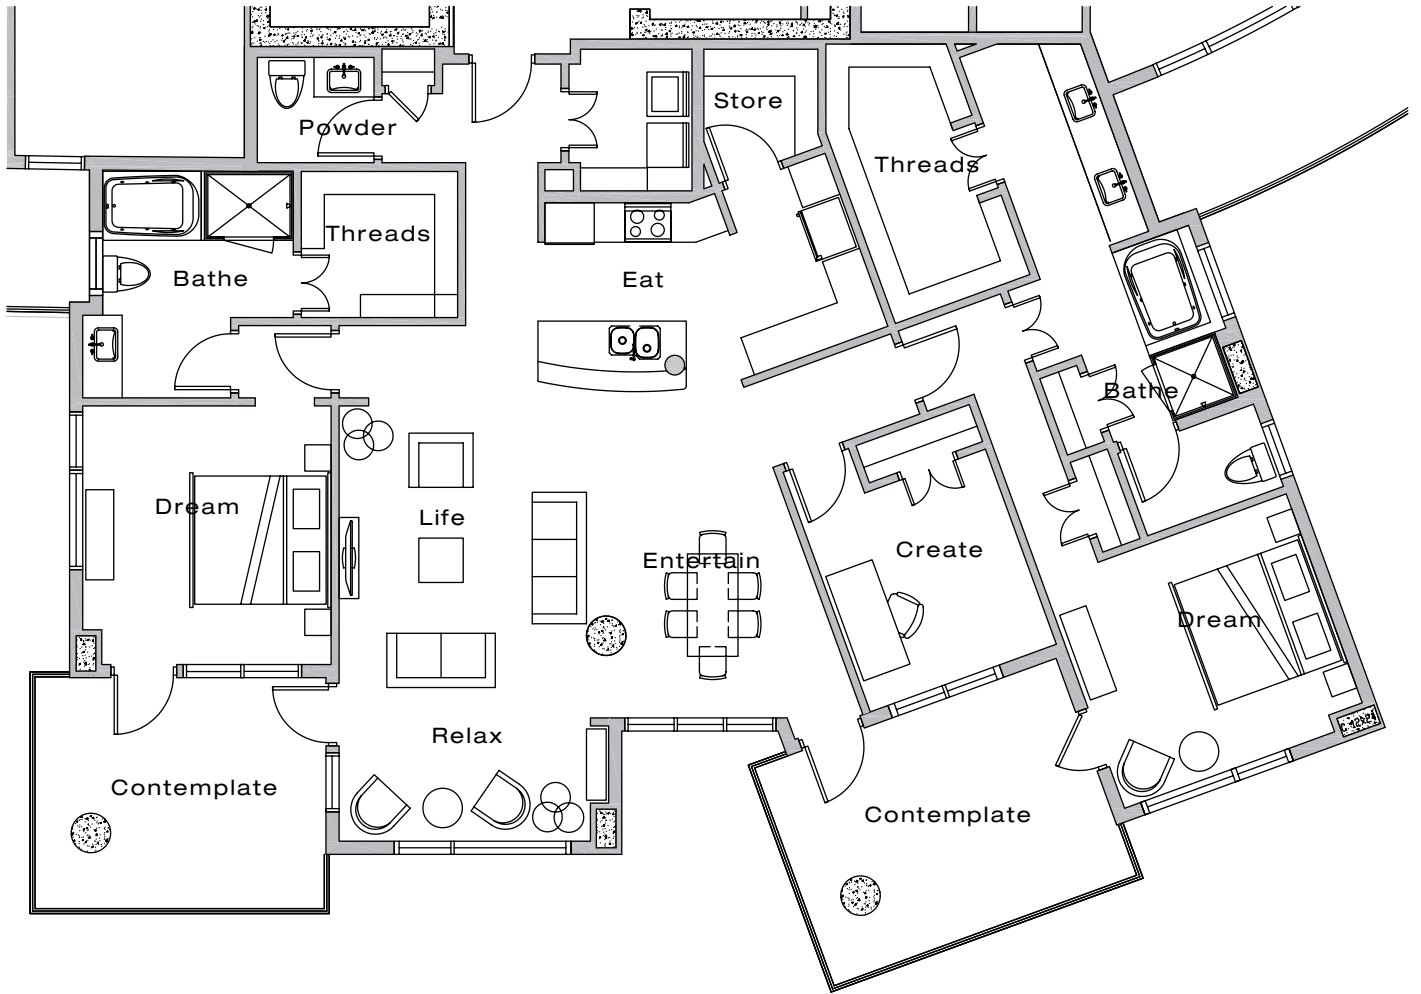 Store
Powder
Threads
Threads
Bathe
Eat
Bathe
Dream
Life
Entertain
Create
Dream
Relax
Contemplate
Contemplate